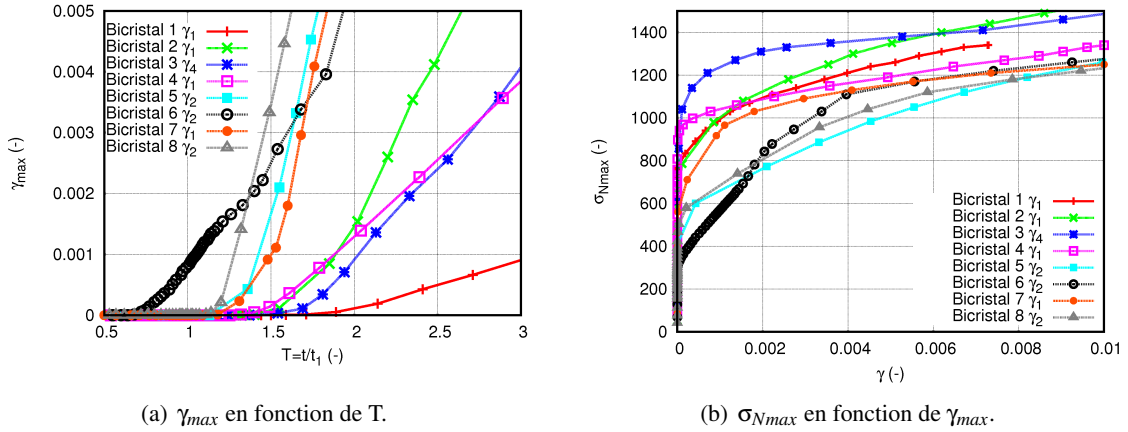 0.005
0.004
0.003
0.002
0.001
0
γmax (-)
Bicristal 1 γ1
Bicristal 2 γ1
Bicristal 3 γ4
Bicristal 4 γ1
Bicristal 5 γ2
Bicristal 6 γ2
Bicristal 7 γ1
Bicristal 8 γ2
0.5 1 1.5 2 2.5 3
T=t/t1 (-)
(a) γmax en fonction de T.
1400
1200
1000
800
600
400
200
0
σNmax (-)
Bicristal 1 γ1
Bicristal 2 γ1
Bicristal 3 γ4
Bicristal 4 γ1
Bicristal 5 γ2
Bicristal 6 γ2
Bicristal 7 γ1
Bicristal 8 γ2
0 0.002 0.004 0.006 0.008 0.01
γ (-)
(b) σNmax en fonction de γmax.